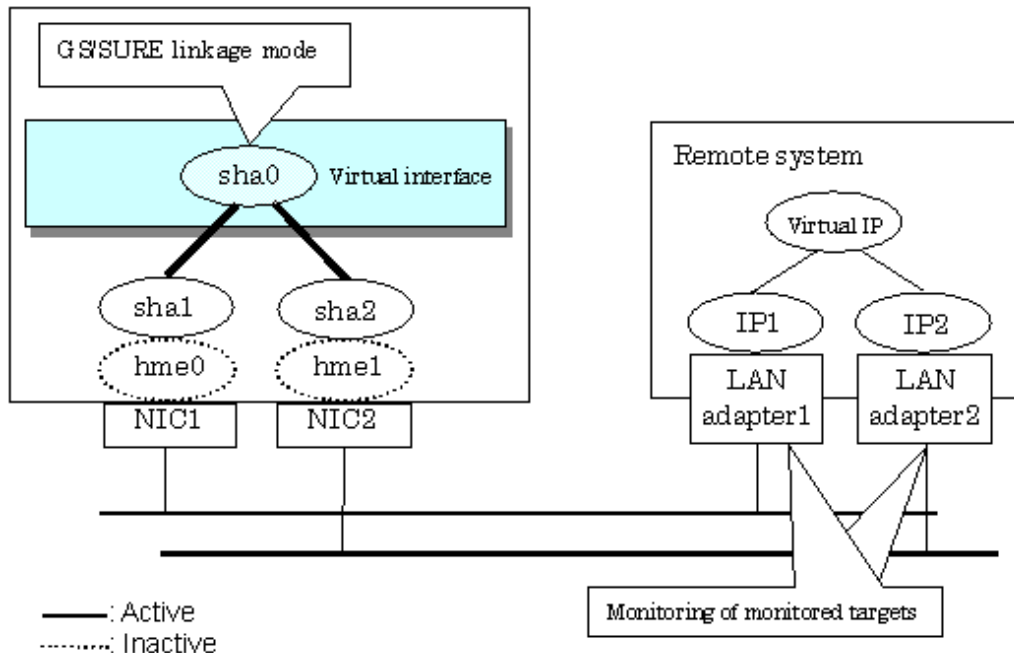 GS/SURE linkage mode
sha0
Virtual interface
sha1
sha2
hme0
hme1
NIC1
NIC2
Remote system
Virtual IP
IP1
IP2
LAN
adapter1
LAN
adapter2
Monitoring of monitored targets
: Active
: Inactive